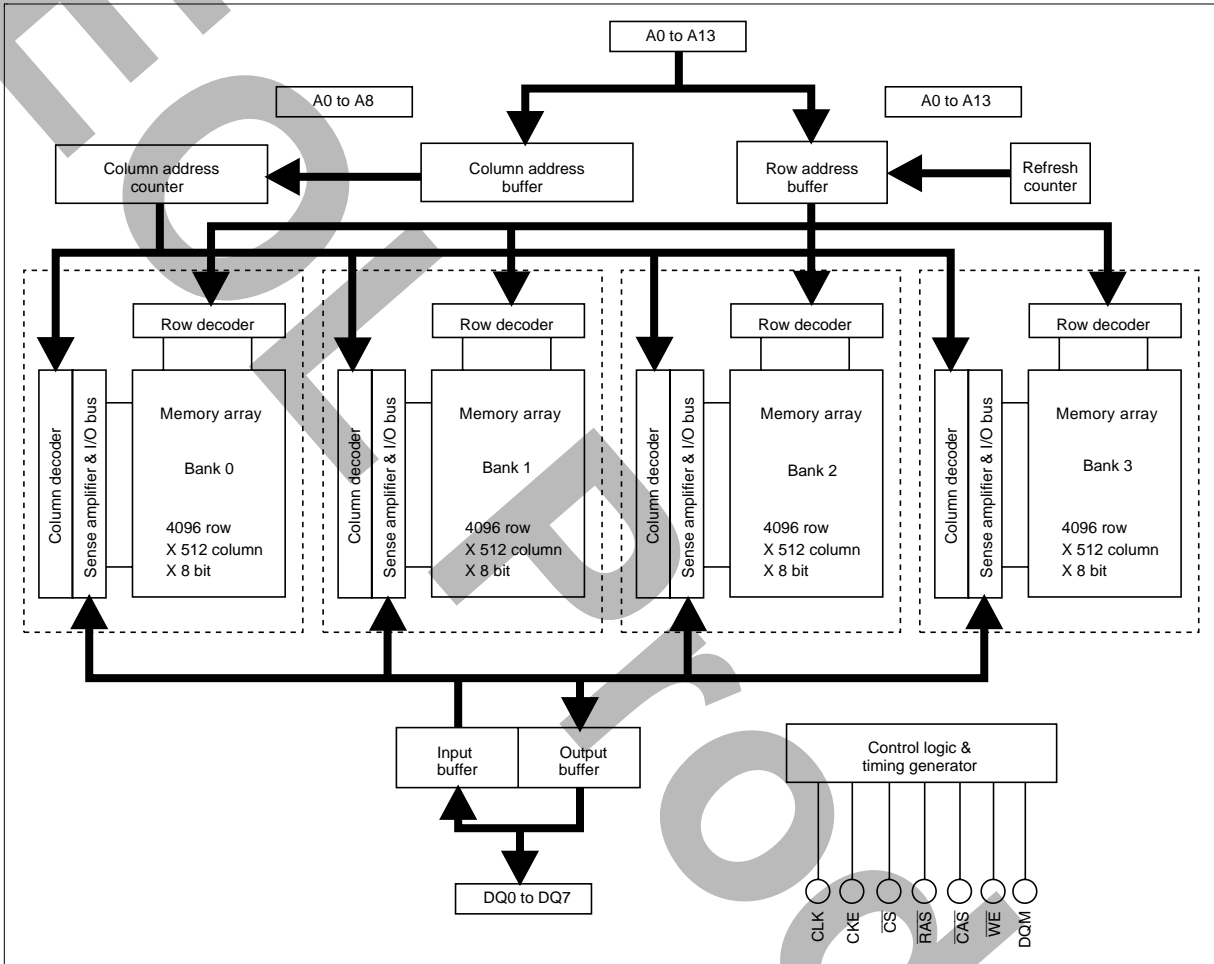 A0 to A13
A0 to A8
A0 to A13
Column address
counter
Column address
buffer
Row address
buffer
Refresh
counter
Row decoder
Row decoder
Row decoder
Row decoder
Column decoder
Sense amplifier & I/O bus
Memory array
Bank 0
4096 row
X 512 column
X 8 bit
Column decoder
Sense amplifier & I/O bus
Memory array
Bank 1
4096 row
X 512 column
X 8 bit
Column decoder
Sense amplifier & I/O bus
Memory array
Bank 2
4096 row
X 512 column
X 8 bit
Column decoder
Sense amplifier & I/O bus
Memory array
Bank 3
4096 row
X 512 column
X 8 bit
Input
buffer
Output
buffer
DQ0 to DQ7
Control logic &
timing generator
CLK
CKE
C̅S̅
R̅A̅S̅
C̅A̅S̅
W̅E̅
DQM